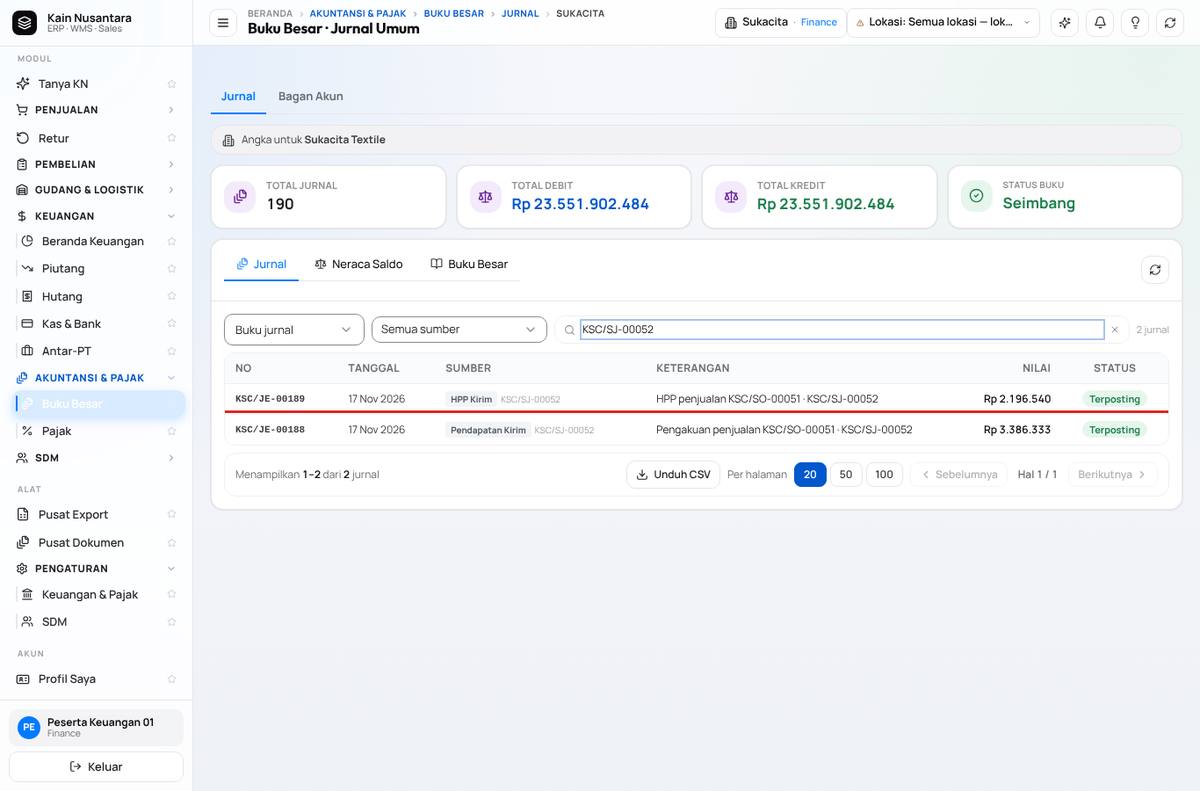 Kain Nusantara
ERP · WMS · Sales
MODUL
Tanya KN
PENJUALAN
Retur
PEMBELIAN
GUDANG & LOGISTIK
KEUANGAN
Beranda Keuangan
Piutang
Hutang
Kas & Bank
Antar-PT
AKUNTANSI & PAJAK
Buku Besar
Pajak
SDM
ALAT
Pusat Export
Pusat Dokumen
PENGATURAN
Keuangan & Pajak
SDM
AKUN
Profil Saya
PE
Peserta Keuangan 01
Finance
Keluar
BERANDA › AKUNTANSI & PAJAK › BUKU BESAR › JURNAL › SUKACITA
Buku Besar · Jurnal Umum
Sukacita · Finance
Lokasi: Semua lokasi — lok...
Jurnal Bagan Akun
Angka untuk Sukacita Textile
TOTAL JURNAL
190
TOTAL DEBIT
Rp 23.551.902.484
TOTAL KREDIT
Rp 23.551.902.484
STATUS BUKU
Seimbang
Jurnal Neraca Saldo Buku Besar
Buku jurnal Semua sumber KSC/SJ-00052 × 2 jurnal
NO TANGGAL SUMBER KETERANGAN NILAI STATUS
KSC/JE-00189 17 Nov 2026 HPP Kirim KSC/SJ-00052 HPP penjualan KSC/SO-00051 · KSC/SJ-00052 Rp 2.196.540 Terposting
KSC/JE-00188 17 Nov 2026 Pendapatan Kirim KSC/SJ-00052 Pengakuan penjualan KSC/SO-00051 · KSC/SJ-00052 Rp 3.386.333 Terposting
Menampilkan 1–2 dari 2 jurnal Unduh CSV Per halaman 20 50 100 Sebelumnya Hal 1 / 1 Berikutnya